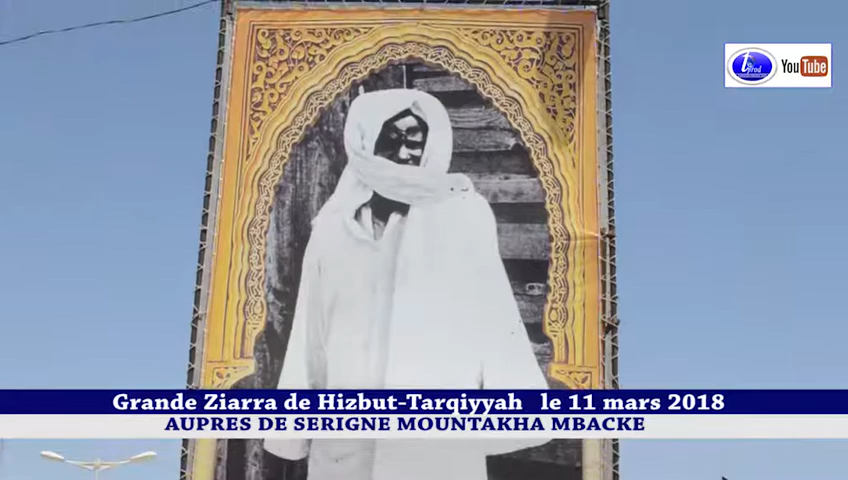 YouTube
Grande Ziarra de Hizbut-Tarqiyyah le 11 mars 2018
AUPRES DE SERIGNE MOUNTAKHA MBACKE